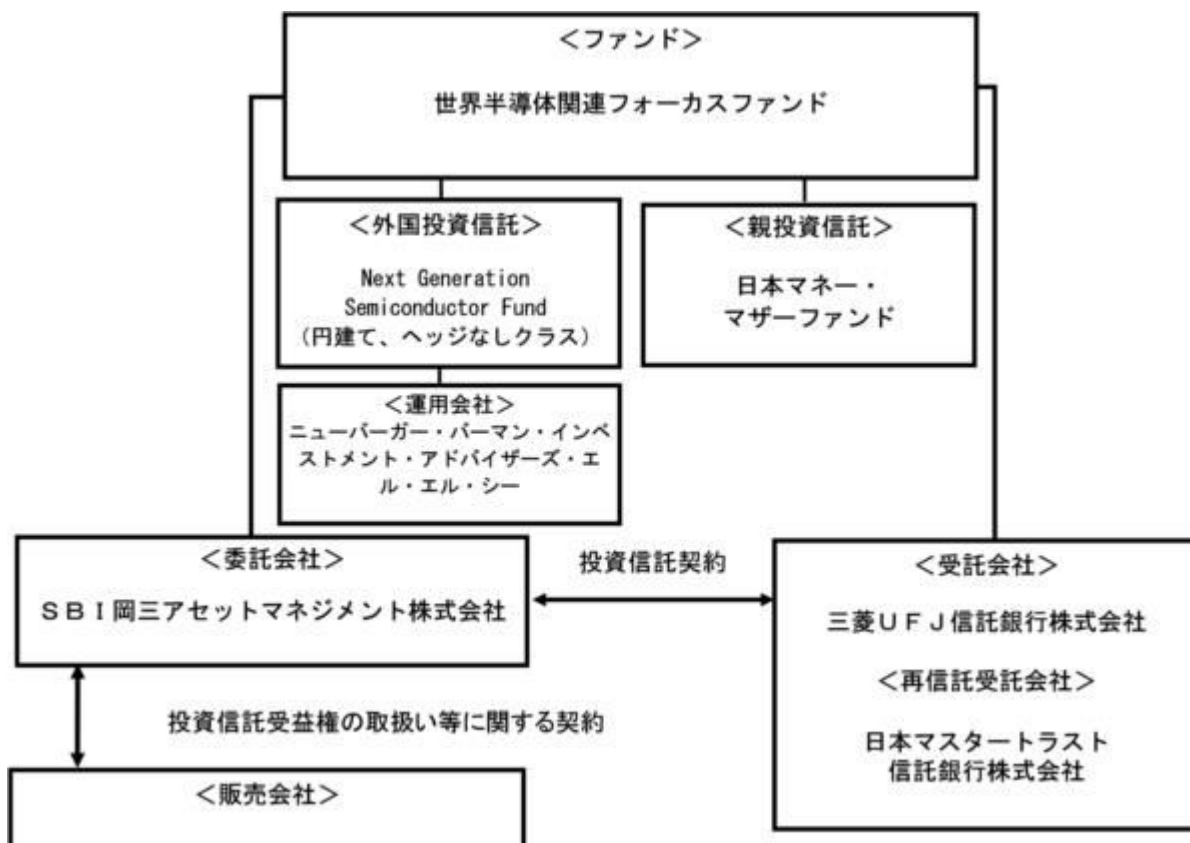 ＜ファンド＞
世界半導体関連フォーカスファンド
＜外国投資信託＞
Next Generation
Semiconductor Fund
（円建て、ヘッジなしクラス）
＜親投資信託＞
日本マネー・
マザーファンド
＜運用会社＞
ニューバーガー・バーマン・インベ
ストメント・アドバイザーズ・エ
ル・エル・シー
＜委託会社＞
ＳＢＩ岡三アセットマネジメント株式会社
投資信託契約
＜受託会社＞
三菱ＵＦＪ信託銀行株式会社
＜再信託受託会社＞
日本マスタートラスト
信託銀行株式会社
投資信託受益権の取扱い等に関する契約
＜販売会社＞